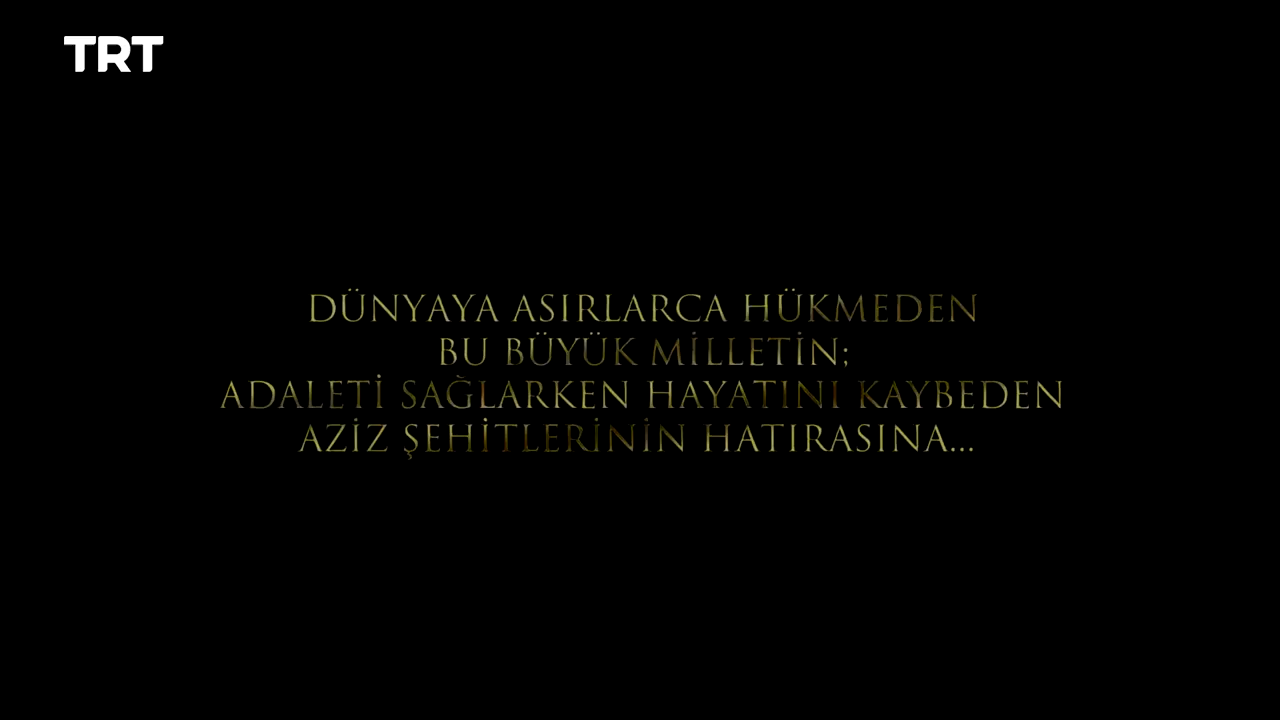 TRT
DÜNYAYA ASIRLARCA HÜKMEDEN
BU BÜYÜK MİLLETİN;
ADALETİ SAĞLARKEN HAYATINI KAYBEDEN
AZİZ ŞEHİTLERİNİN HATIRASINA...